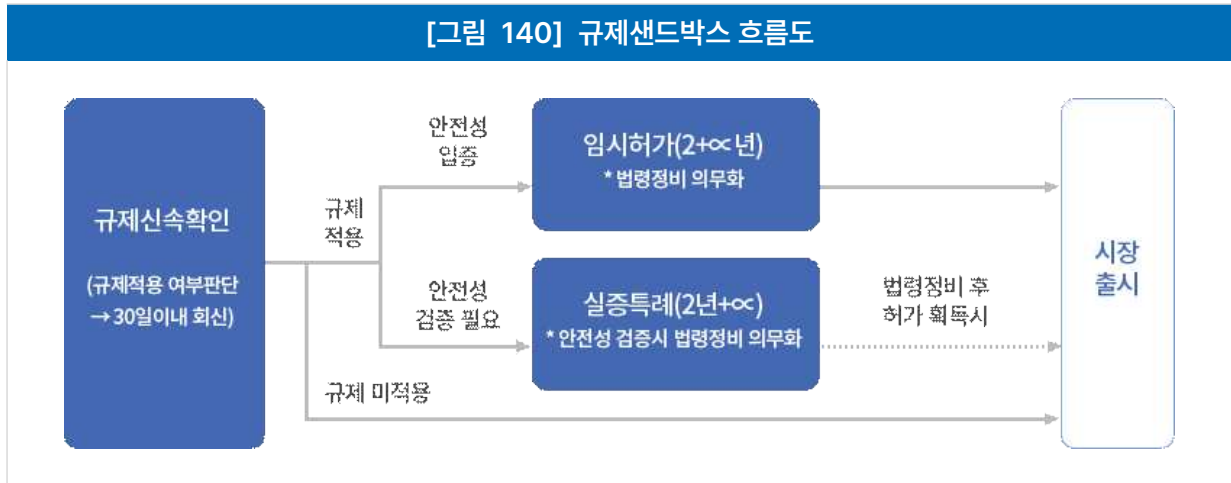 [그림 140] 규제샌드박스 흐름도
규제신속확인
(규제적용 여부판단
→ 30일이내 회신)
규제
적용
안전성
입증
임시허가(2+∝년)
* 법령정비 의무화
안전성
검증 필요
실증특례(2년+∝)
* 안전성 검증시 법령정비 의무화
법령정비 후
허가 획득시
규제 미적용
시장
출시